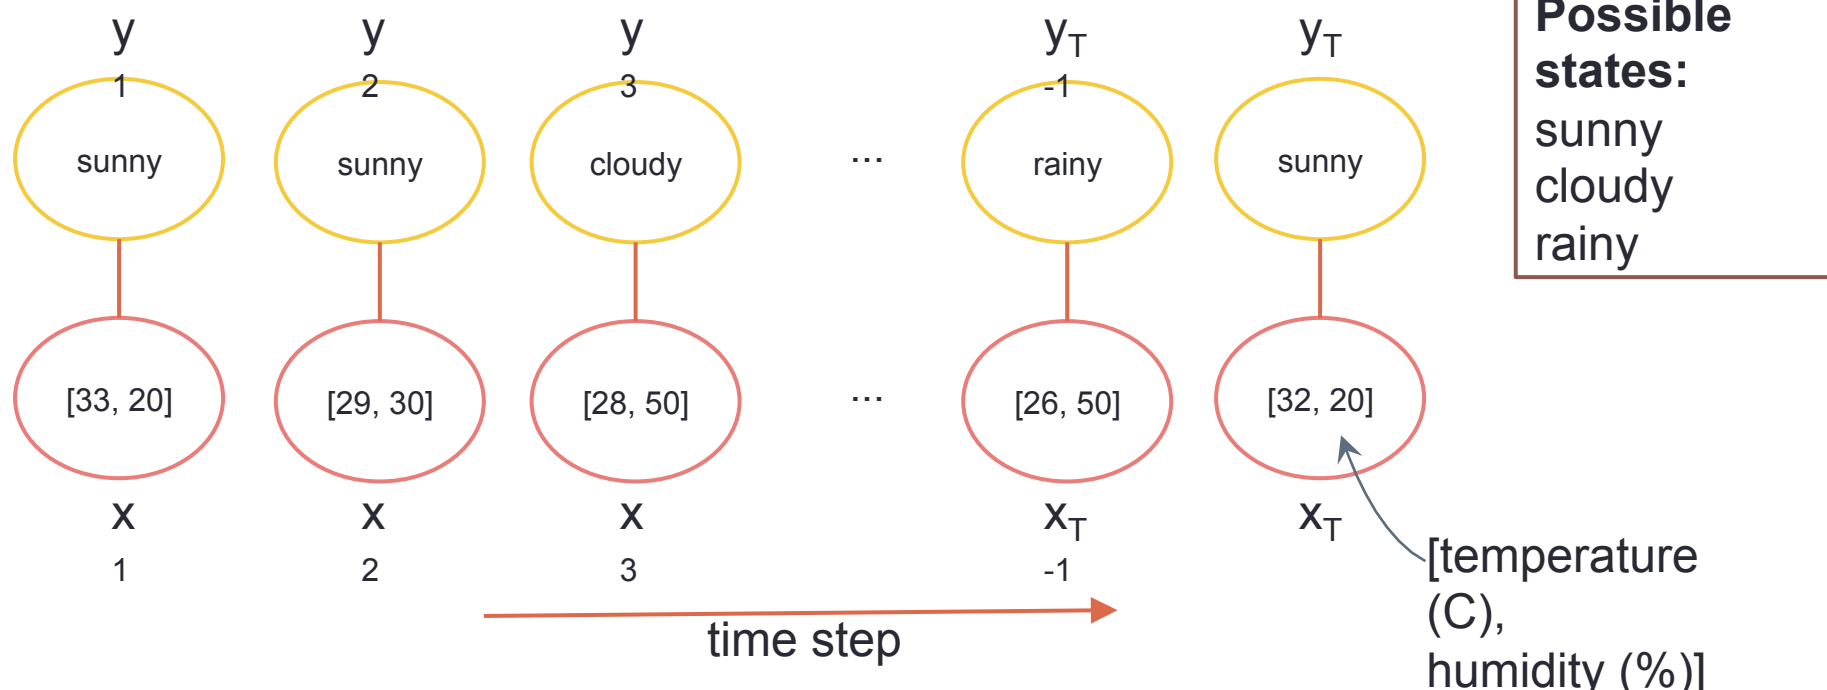 y y y y_T y_T
1 2 3 -1
sunny sunny cloudy ... rainy sunny
[33, 20] [29, 30] [28, 50] ... [26, 50] [32, 20]
x x x x_T x_T
1 2 3 -1
time step
Possible
states:
sunny
cloudy
rainy
[temperature
(C),
humidity (%)]